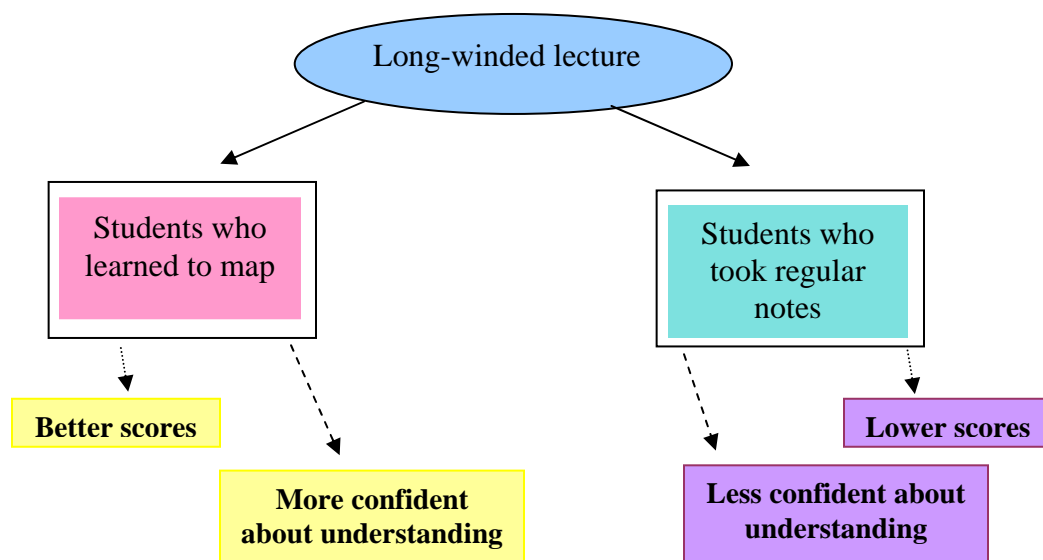 Long-winded lecture
Students who
learned to map
Students who
took regular
notes
Better scores
More confident
about understanding
Less confident about
understanding
Lower scores